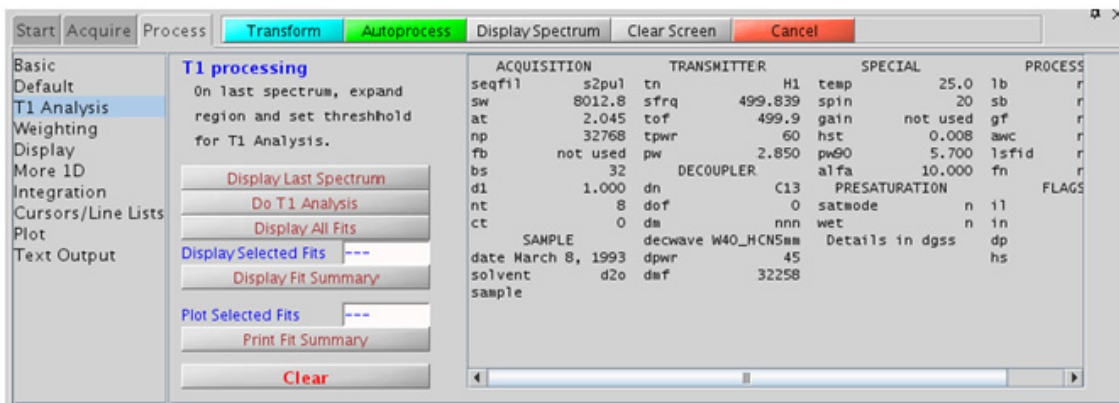 Start Acquire Process Transform Autoprocess Display Spectrum Clear Screen Cancel
Basic
Default
T1 Analysis
Weighting
Display
More 1D
Integration
Cursors/Line Lists
Plot
Text Output
T1 processing
On last spectrum, expand
region and set threshhold
for T1 Analysis.
Display Last Spectrum
Do T1 Analysis
Display All Fits
Display Selected Fits ---
Display Fit Summary
Plot Selected Fits ---
Print Fit Summary
Clear
ACQUISITION TRANSMITTER SPECIAL PROCESS
seqfil s2pul tn H1 temp 25.0 lb r
sw 8012.8 sfrq 499.839 spin 20 sb r
at 2.045 tof 499.9 gain not used gf r
np 32768 tpwr 60 hst 0.008 awc r
fb not used pw 2.850 pw90 5.700 lsfid r
bs 32 DECOUPLER alfa 10.000 fn r
d1 1.000 dn C13 PRESATURATION FLAGS
nt 8 dof 0 satmode n il
ct 0 dm nnn wet n in
SAMPLE decwave W40_HCN5mm Details in dgss dp
date March 8, 1993 dpwr 45 hs
solvent d2o dmf 32258
sample